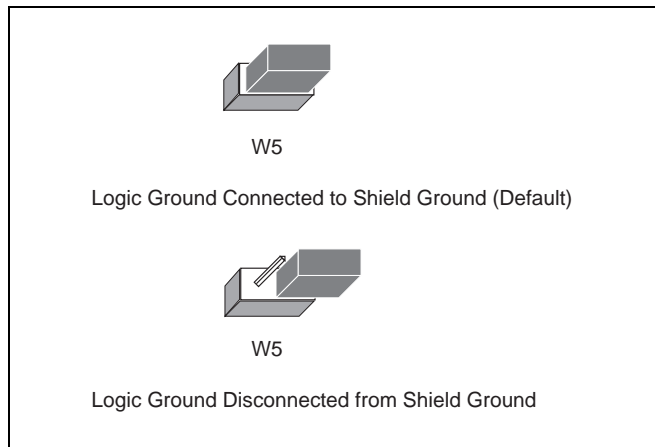 W5
Logic Ground Connected to Shield Ground (Default)
W5
Logic Ground Disconnected from Shield Ground